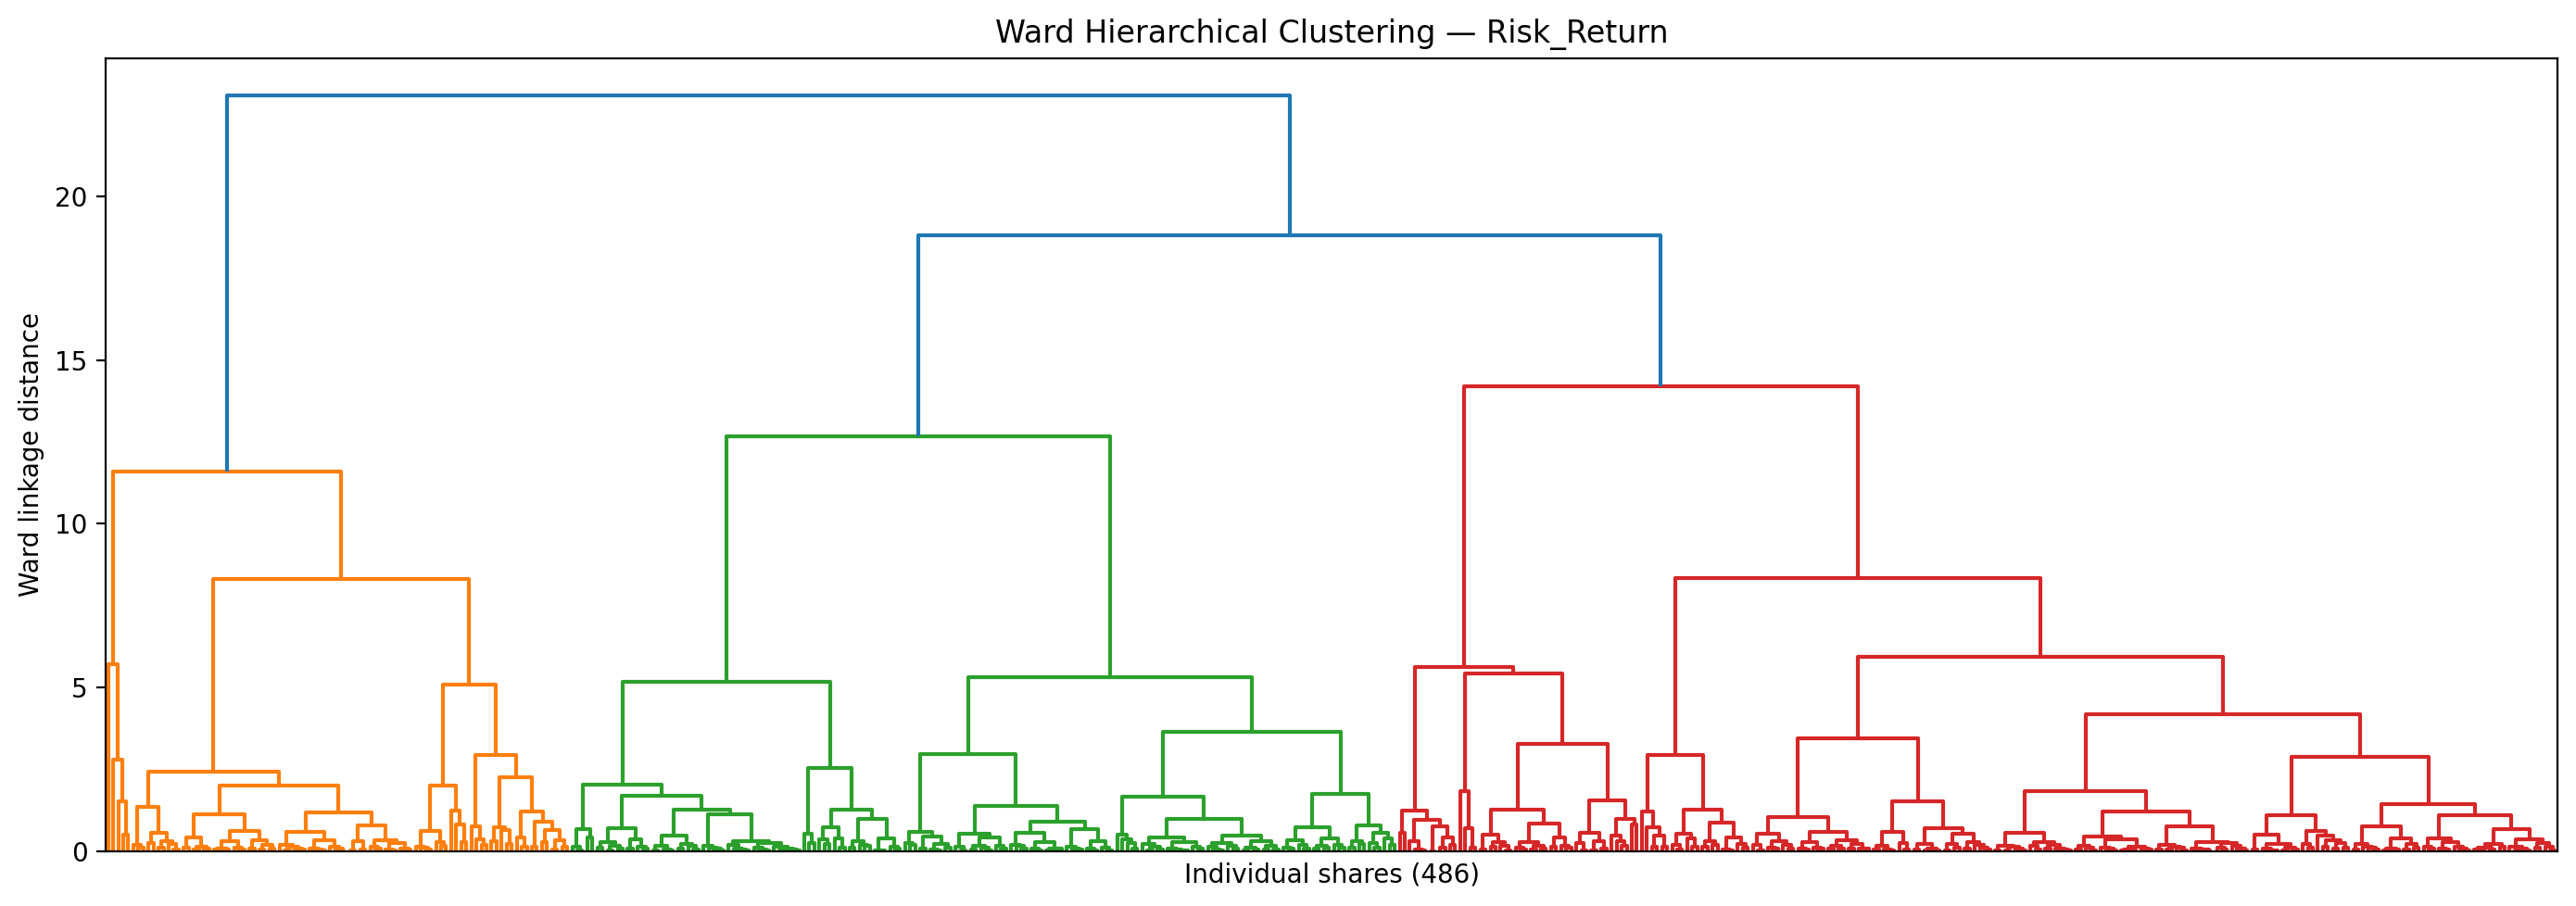 Ward Hierarchical Clustering — Risk_Return
20
15
10
5
0
Ward linkage distance
Individual shares (486)